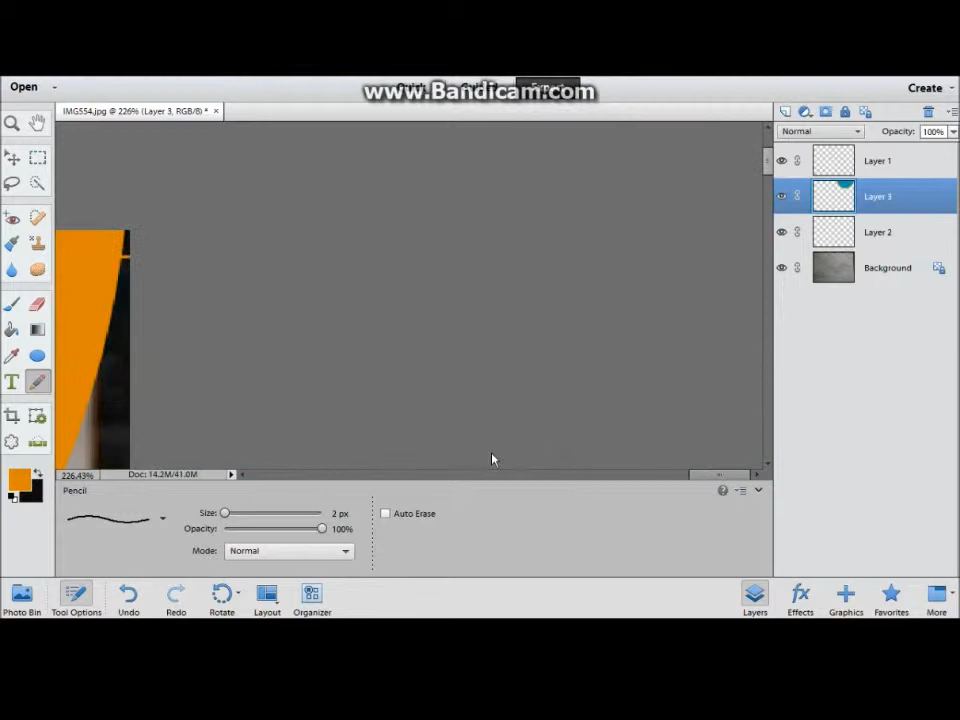 Open
www.Bandicam.com
Create
IMG554.jpg @ 226% (Layer 3, RGB/8) * ×
Normal Opacity: 100%
Layer 1
Layer 3
Layer 2
Background
T
226.43% Doc: 14.2M/41.0M
Pencil
Size: 2 px
Auto Erase
Opacity: 100%
Mode: Normal
fx
Photo Bin Tool Options Undo Redo Rotate Layout Organizer Layers Effects Graphics Favorites More